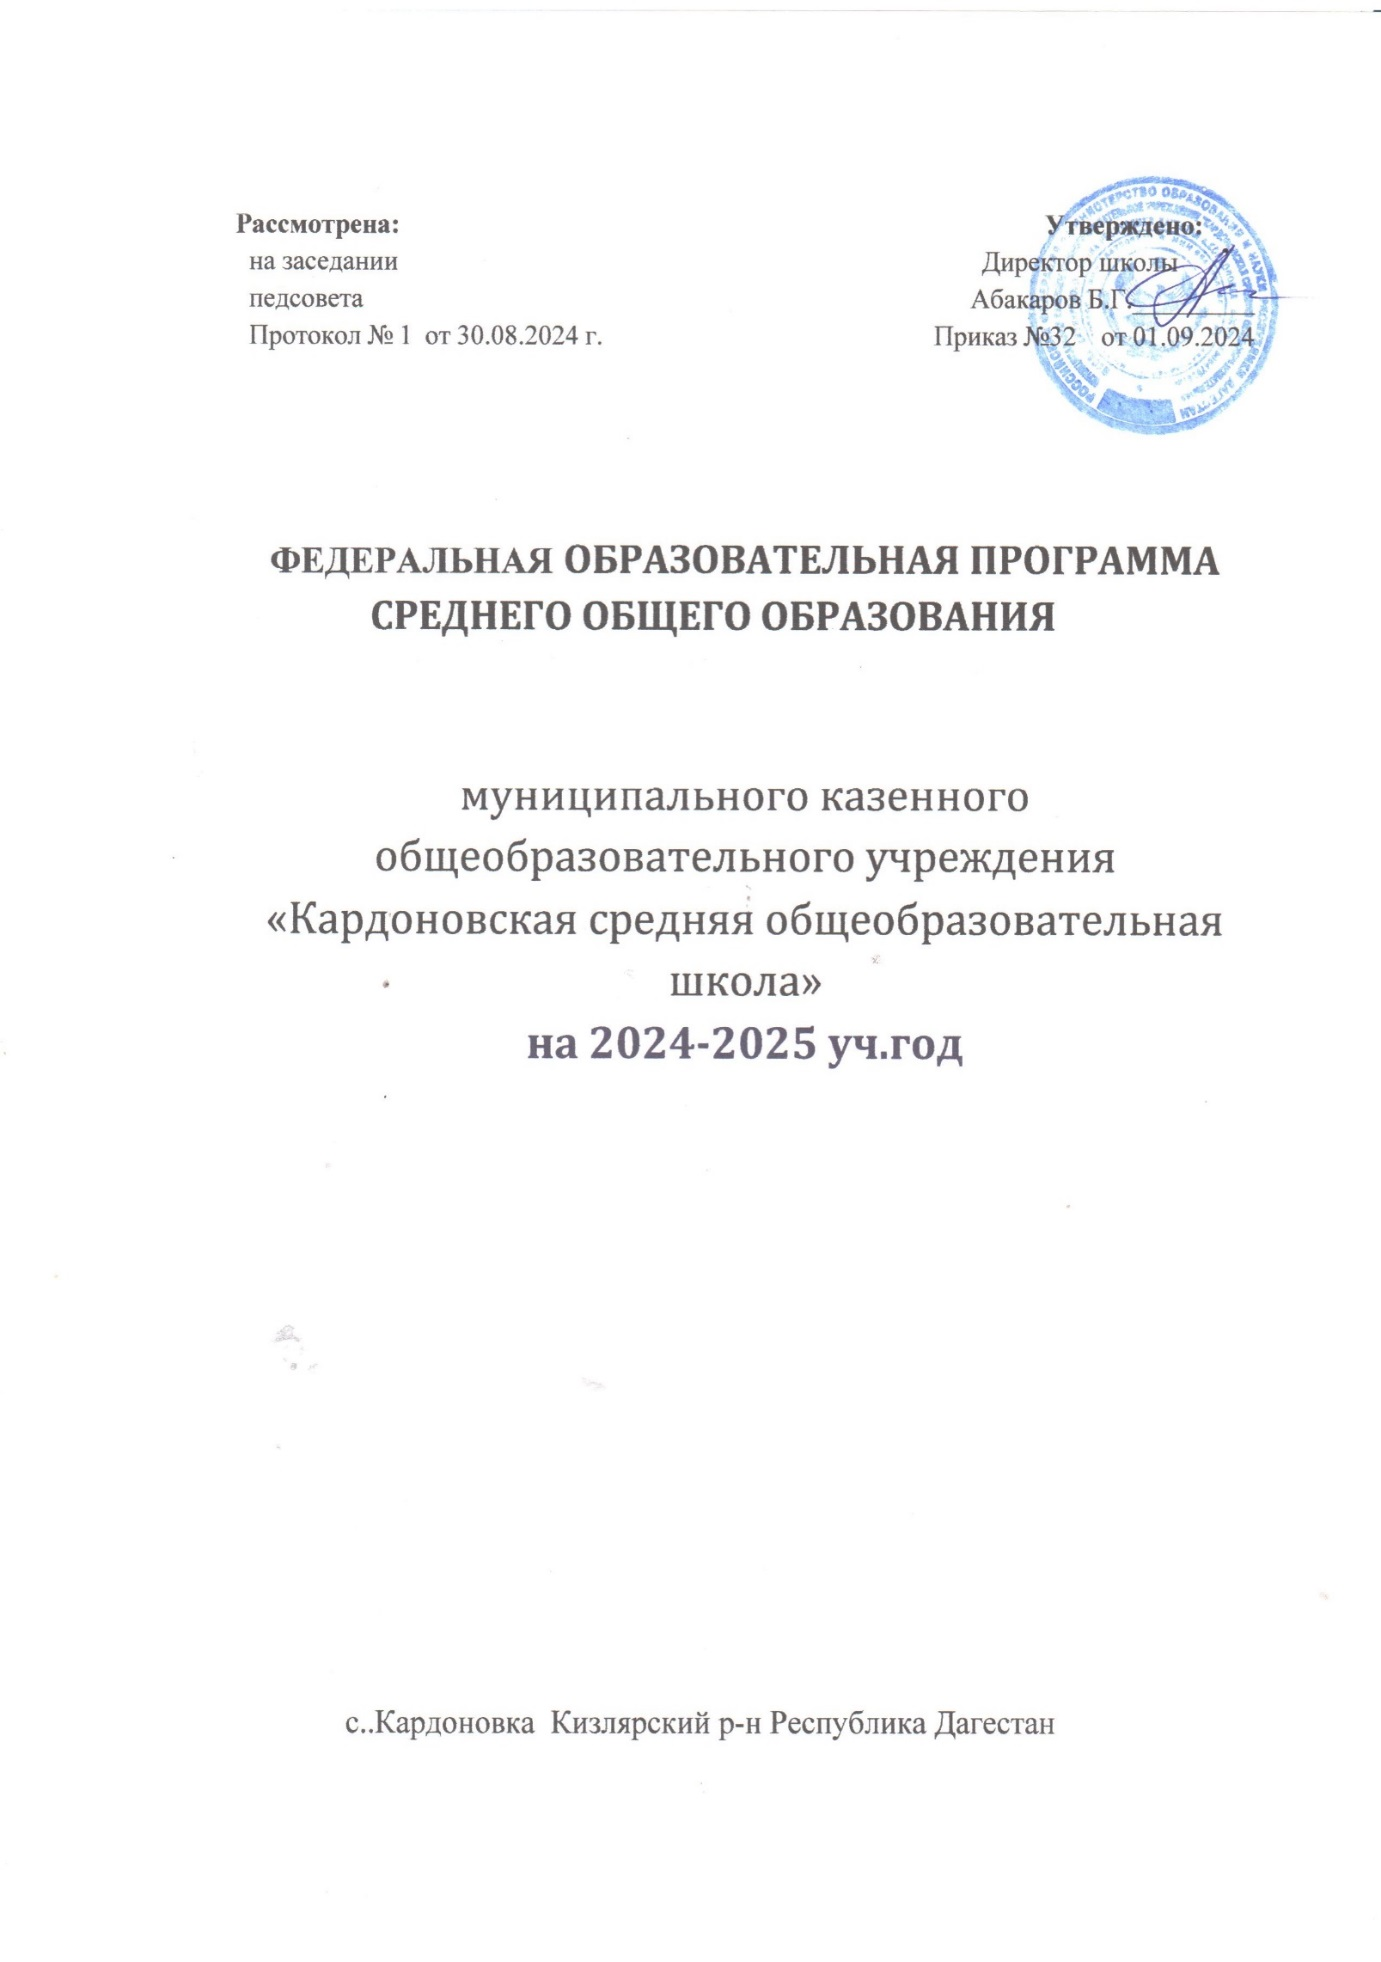 Рассмотрена:
на заседании
педсовета
Протокол № 1 от 30.08.2024 г.
Утверждено:
Директор школы
Абакаров Б.Г.
Приказ №32 от 01.09.2024
ФЕДЕРАЛЬНАЯ ОБРАЗОВАТЕЛЬНАЯ ПРОГРАММА
СРЕДНЕГО ОБЩЕГО ОБРАЗОВАНИЯ
муниципального казенного
общеобразовательного учреждения
«Кардоновская средняя общеобразовательная
школа»
на 2024-2025 уч.год
с..Кардоновка Кизлярский р-н Республика Дагестан